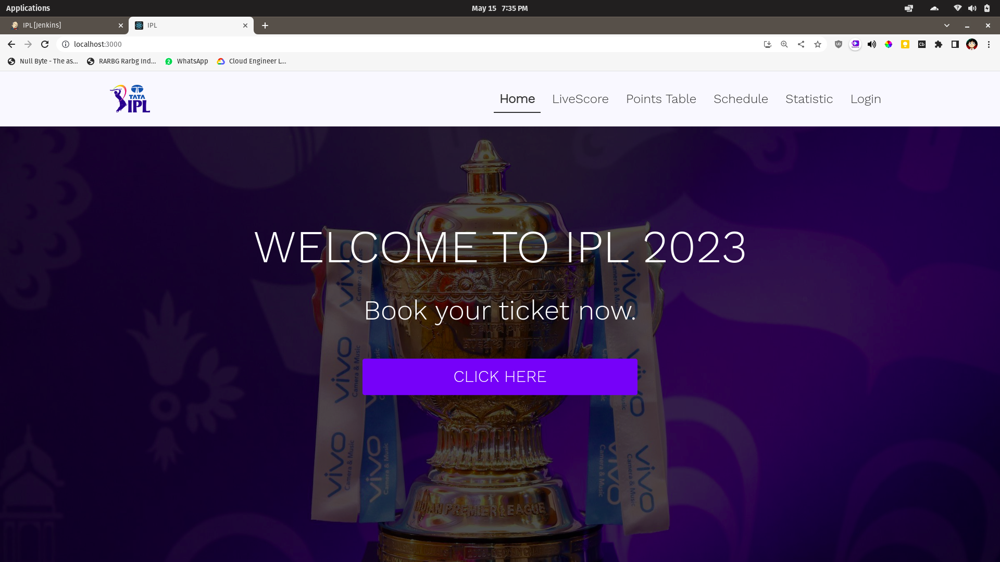 Applications
May 15 7:35 PM
IPL [Jenkins]
IPL
localhost:3000
Null Byte - The as...
RARBG Rarbg Ind...
2
WhatsApp
Cloud Engineer L...
TATA
IPL
Home
LiveScore
Points Table
Schedule
Statistic
Login
WELCOME TO IPL 2023
Book your ticket now.
CLICK HERE
vivo
Camera & Music
vivo
Camera & Music
vivo
Camera & Music
vivo
Camera & Music
vivo
Camera & Music
INDIAN PREMIER LEAGUE